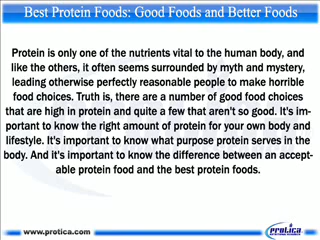 Best Protein Foods: Good Foods and Better Foods
Protein is only one of the nutrients vital to the human body, and
like the others, it often seems surrounded by myth and mystery,
leading otherwise perfectly reasonable people to make horrible
food choices. Truth is, there are a number of good food choices
that are high in protein and quite a few that aren't so good. It's im-
portant to know the right amount of protein for your own body and
lifestyle. It's important to know what purpose protein serves in the
body. And it's important to know the difference between an accept-
able protein food and the best protein foods.
www.protica.com
protica